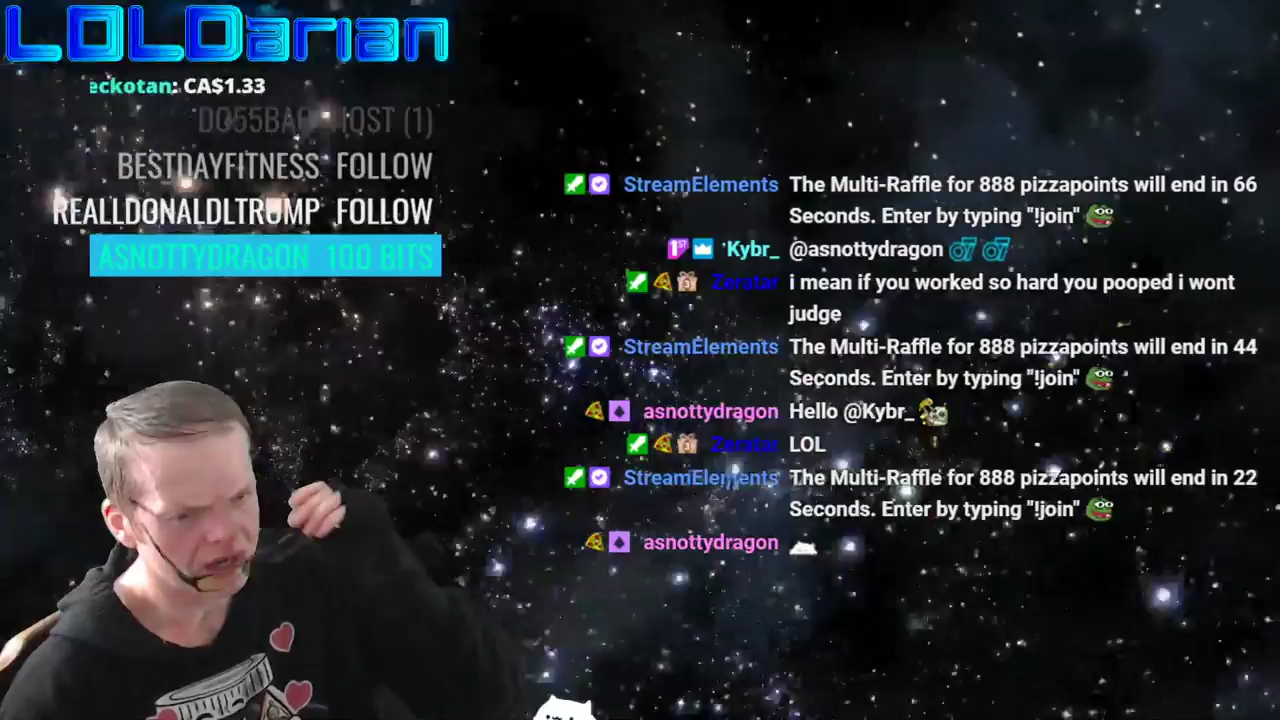 LOLDarian
eckotan: CA$1.33
HOST (1)
BESTDAYFITNESS FOLLOW
REALLDONALDLTRUMP FOLLOW
ASNOTTYDRAGON 100 BITS
StreamElements The Multi-Raffle for 888 pizzapoints will end in 66
Seconds. Enter by typing "!join"
'Kybr_ @asnottydragon
Zeratar i mean if you worked so hard you pooped i wont
judge
StreamElements The Multi-Raffle for 888 pizzapoints will end in 44
Seconds. Enter by typing "!join"
asnottydragon Hello @Kybr_
Zeratar LOL
StreamElements The Multi-Raffle for 888 pizzapoints will end in 22
Seconds. Enter by typing "!join"
asnottydragon